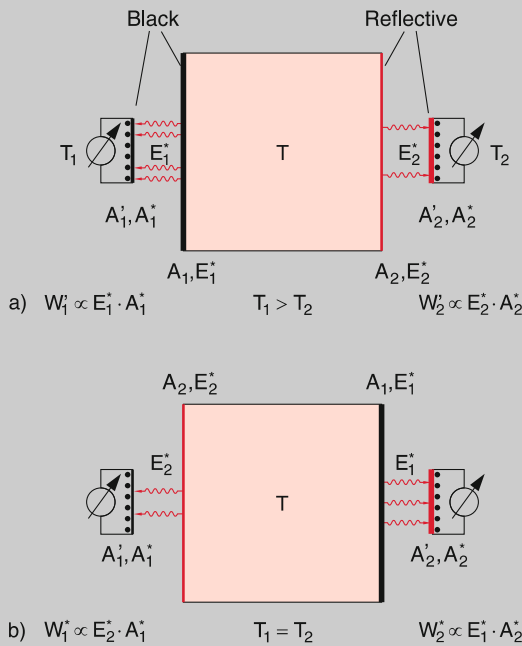 Black Reflective
T₁ E₁* T E₂* T₂
A₁', A₁* A₂', A₂*
A₁, E₁* A₂, E₂*
a) W₁' ∝ E₁* · A₁* T₁ > T₂ W₂' ∝ E₂* · A₂*
A₂, E₂* A₁, E₁*
E₂* T E₁*
A₁', A₁* A₂', A₂*
b) W₁* ∝ E₂* · A₁* T₁ = T₂ W₂* ∝ E₁* · A₂*